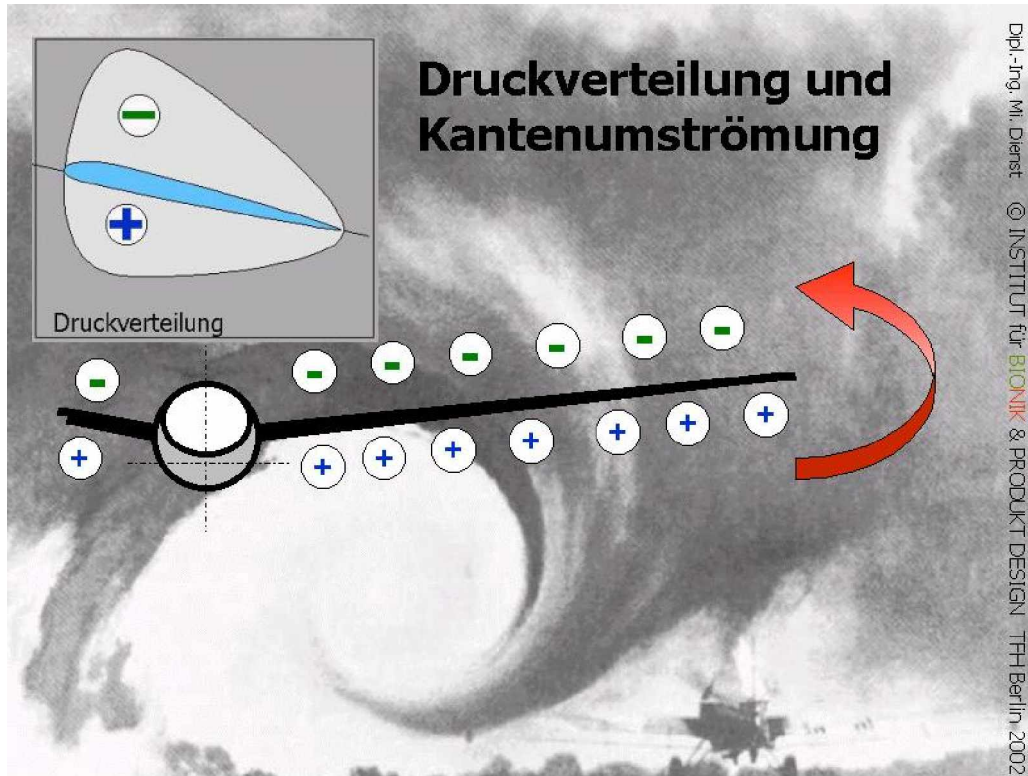 Druckverteilung und
Kantenumströmung
Druckverteilung
Dipl.-Ing. Mi. Dienst © INSTITUT für BIONIK & PRODUKT DESIGN TFH Berlin 2002